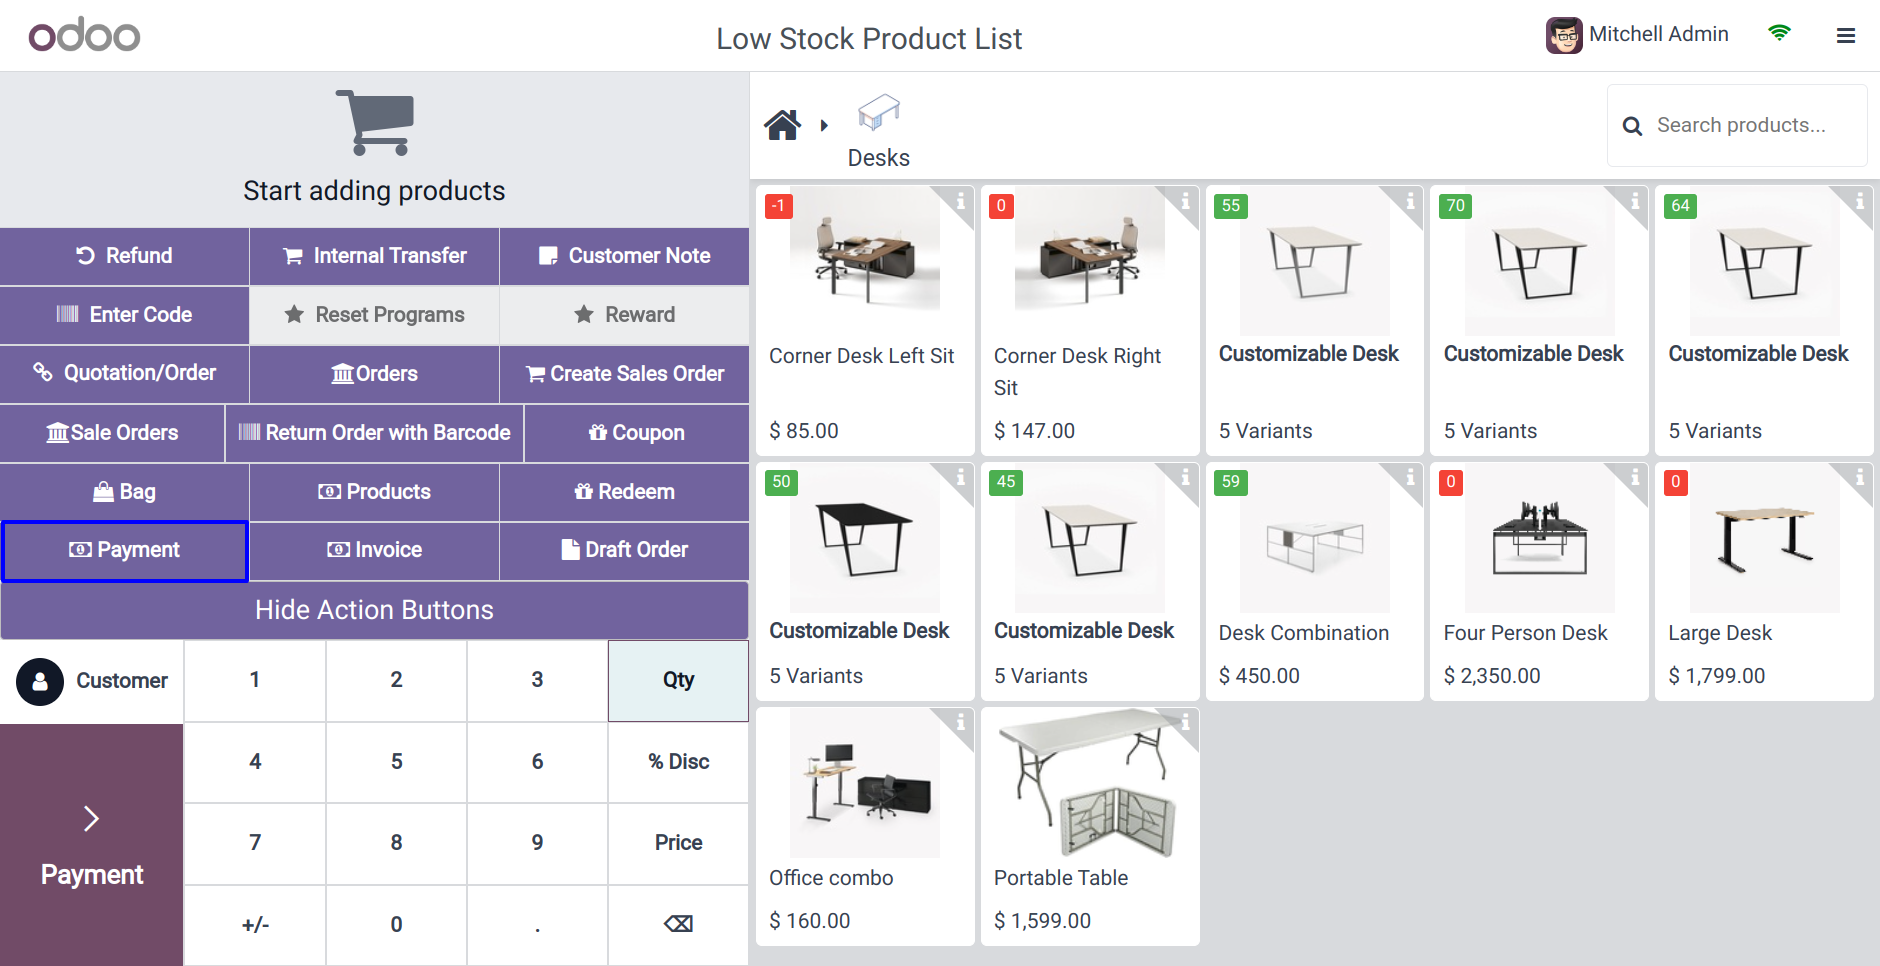 odoo
Low Stock Product List
Mitchell Admin
Start adding products
Refund
Internal Transfer
Customer Note
Enter Code
Reset Programs
Reward
Quotation/Order
Orders
Create Sales Order
Sale Orders
Return Order with Barcode
Coupon
Bag
Products
Redeem
Payment
Invoice
Draft Order
Hide Action Buttons
Customer
1
2
3
Qty
4
5
6
% Disc
7
8
9
Price
Payment
+/-
0
.
Desks
Search products...
-1
Corner Desk Left Sit
$ 85.00
0
Corner Desk Right
Sit
$ 147.00
55
Customizable Desk
5 Variants
70
Customizable Desk
5 Variants
64
Customizable Desk
5 Variants
50
Customizable Desk
5 Variants
45
Customizable Desk
5 Variants
59
Desk Combination
$ 450.00
0
Four Person Desk
$ 2,350.00
0
Large Desk
$ 1,799.00
Office combo
$ 160.00
Portable Table
$ 1,599.00